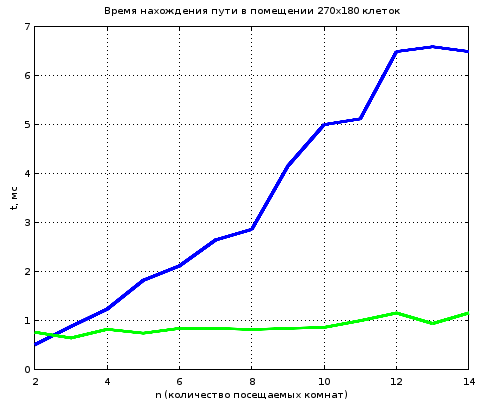 Время нахождения пути в помещении 270x180 клеток
7
6
5
4
3
2
1
0
t, мс
2 4 6 8 10 12 14
n (количество посещаемых комнат)